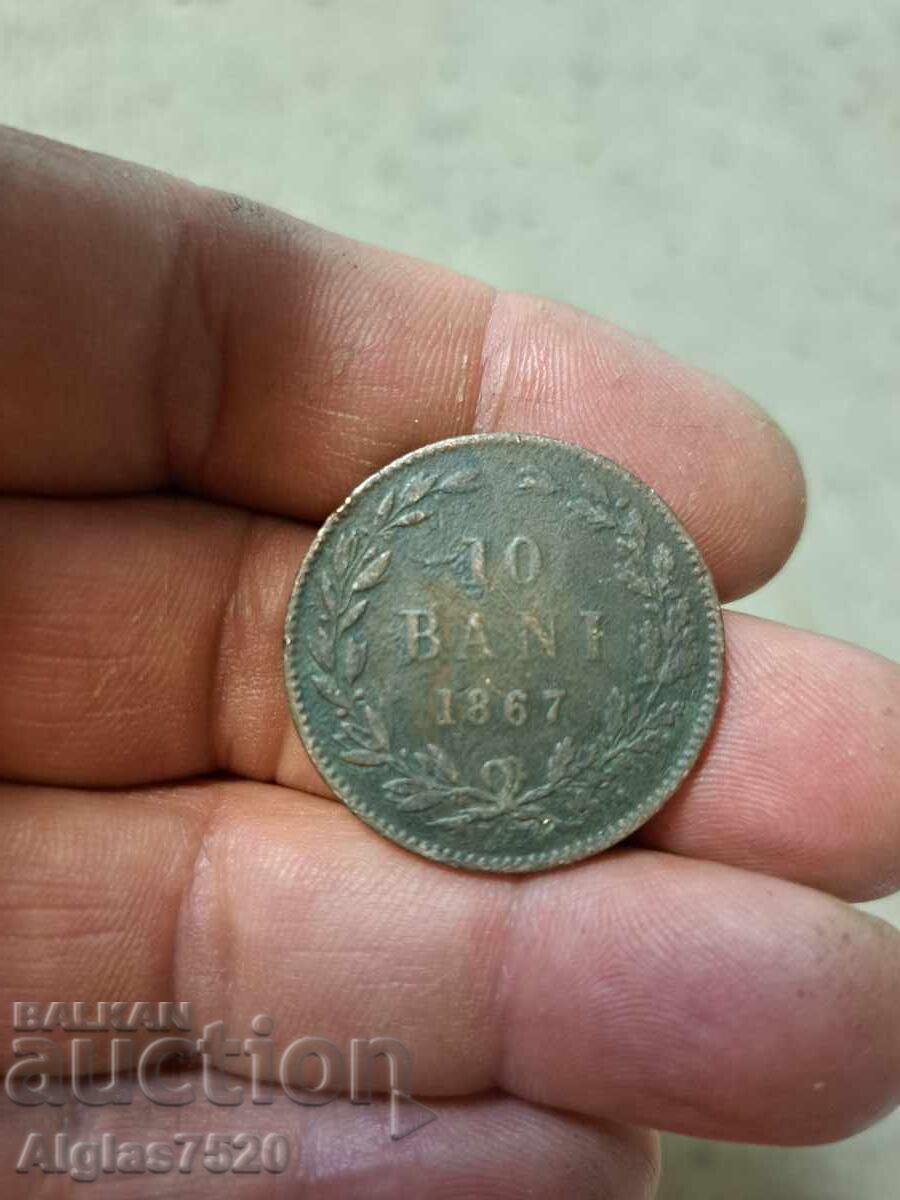 10
BANI
1867
BALKAN
auction
Alglas7520